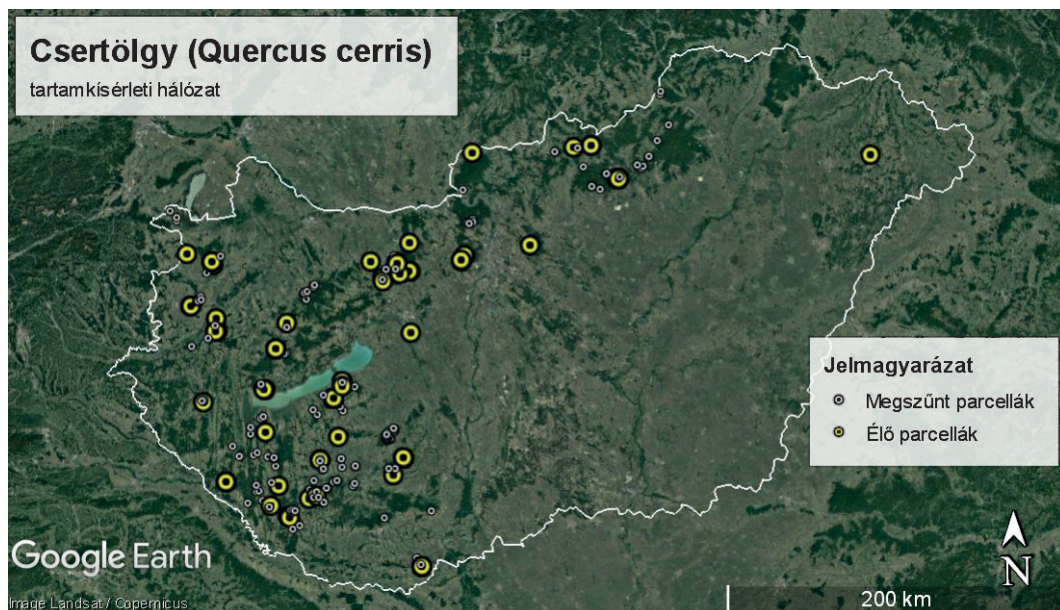 Csertölgy (Quercus cerris)
tartamkísérleti hálózat
Jelmagyarázat
Megszűnt parcellák
Élő parcellák
Google Earth
Image Landsat / Copernicus
N
200 km